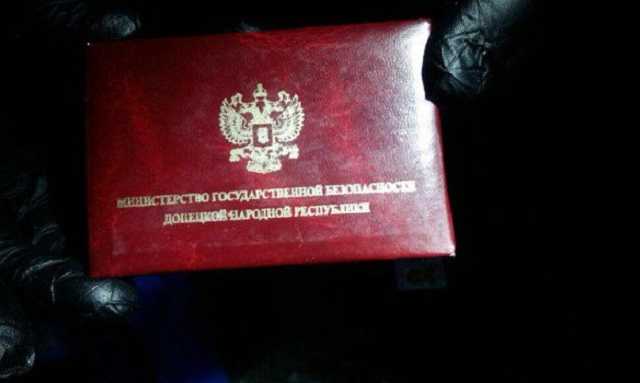 МИНИСТЕРСТВО ГОСУДАРСТВЕННОЙ БЕЗОПАСНОСТИ
ДОНЕЦКОЙ НАРОДНОЙ РЕСПУБЛИКИ